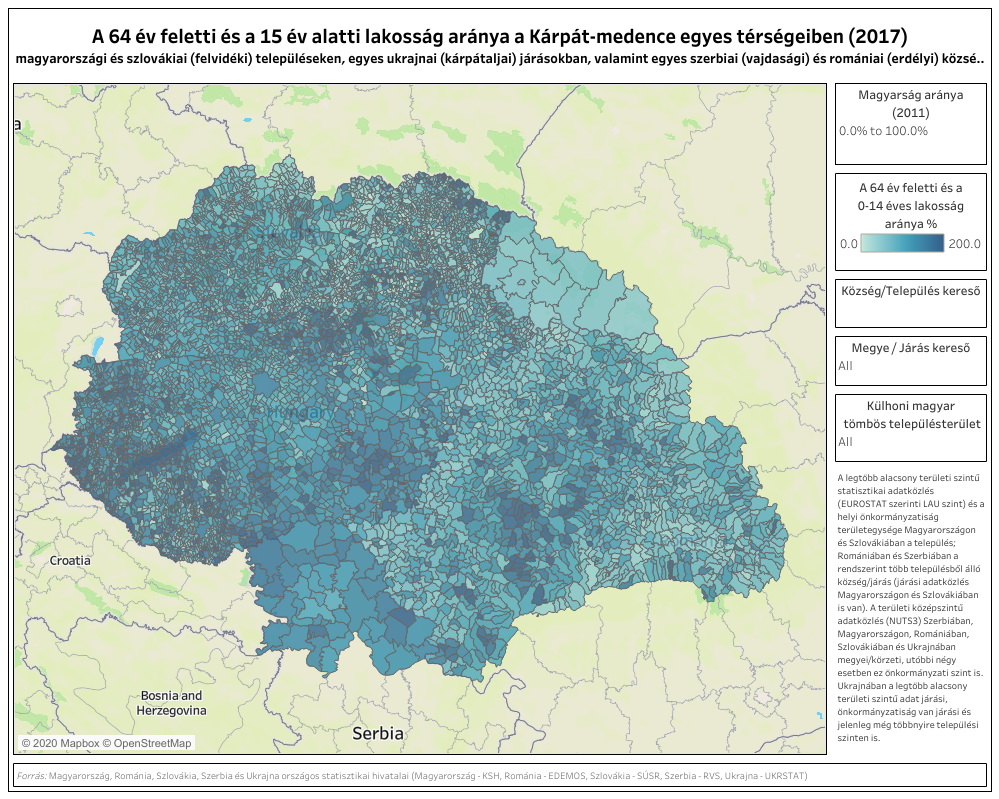 A 64 év feletti és a 15 év alatti lakosság aránya a Kárpát-medence egyes térségeiben (2017)
magyarországi és szlovákiai (felvidéki) településeken, egyes ukrajnai (kárpátaljai) járásokban, valamint egyes szerbiai (vajdasági) és romániai (erdélyi) közsé..
a
Hungary
Croatia
Bosnia and
Herzegovina
Serbia
© 2020 Mapbox © OpenStreetMap
Magyarság aránya
(2011)
0.0% to 100.0%
A 64 év feletti és a
0-14 éves lakosság
aránya %
0.0 200.0
Község/Település kereső
Megye / Járás kereső
All
Külhoni magyar
tömbös településterület
All
A legtöbb alacsony területi szintű
statisztikai adatközlés
(EUROSTAT szerinti LAU szint) és a
helyi önkormányzatiság
területegysége Magyarországon
és Szlovákiában a település;
Romániában és Szerbiában a
rendszerint több településből álló
község/járás (járási adatközlés
Magyarországon és Szlovákiában
is van). A területi középszintű
adatközlés (NUTS3) Szerbiában,
Magyarországon, Romániában,
Szlovákiában és Ukrajnában
megyei/körzeti, utóbbi négy
esetben ez önkormányzati szint is.
Ukrajnában a legtöbb alacsony
területi szintű adat járási,
önkormányzatiság van járási és
jelenleg még többnyire települési
szinten is.
Forrás: Magyarország, Románia, Szlovákia, Szerbia és Ukrajna országos statisztikai hivatalai (Magyarország - KSH, Románia - EDEMOS, Szlovákia - SÚSR, Szerbia - RVS, Ukrajna - UKRSTAT)